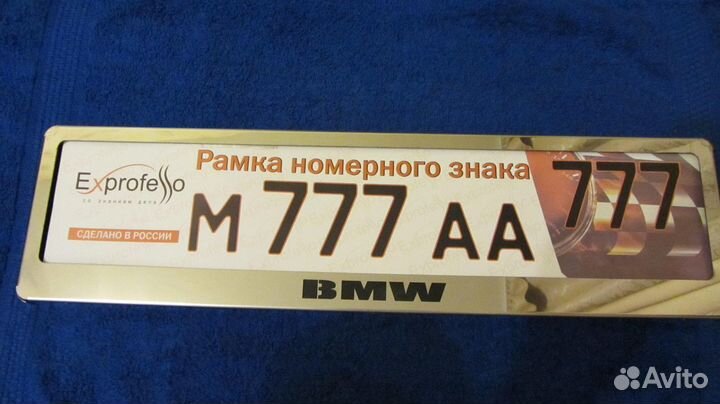 Exprofesso
со знанием дела
СДЕЛАНО В РОССИИ
Рамка номерного знака
М 777 АА 777
BMW
Avito